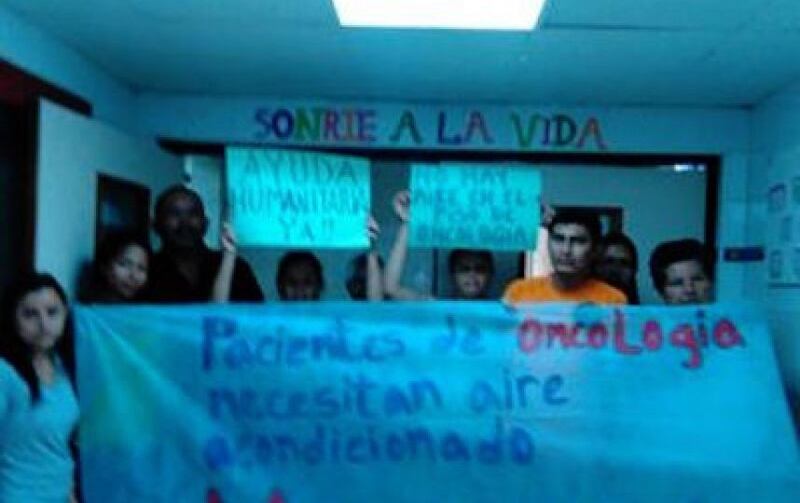 SONRIE A LA VIDA
AYUDA
HUMANITARIA
YA!!
NO HAY
AIRE EN EL
DE
ONCOLOGIA
Pacientes de oncologia
necesitan aire
acondicionado